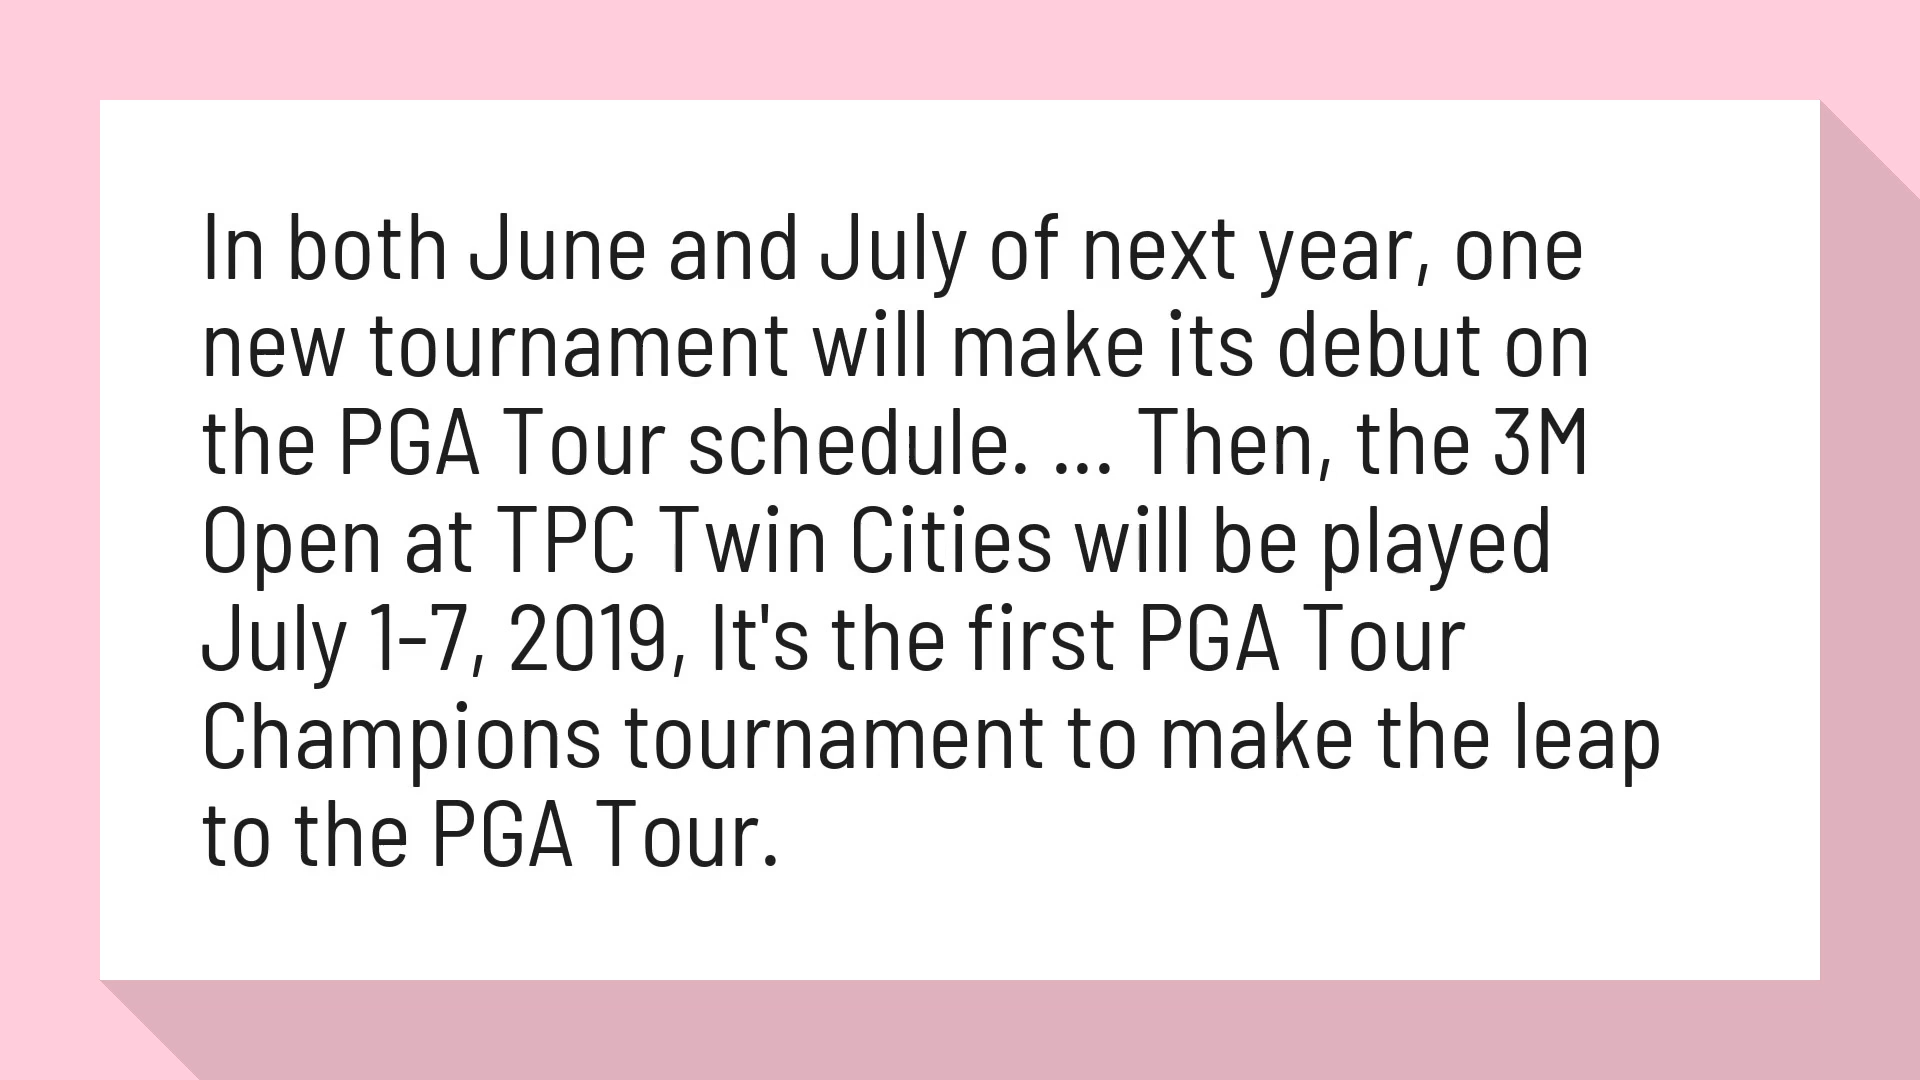 In both June and July of next year, one
new tournament will make its debut on
the PGA Tour schedule. ... Then, the 3M
Open at TPC Twin Cities will be played
July 1-7, 2019, It's the first PGA Tour
Champions tournament to make the leap
to the PGA Tour.